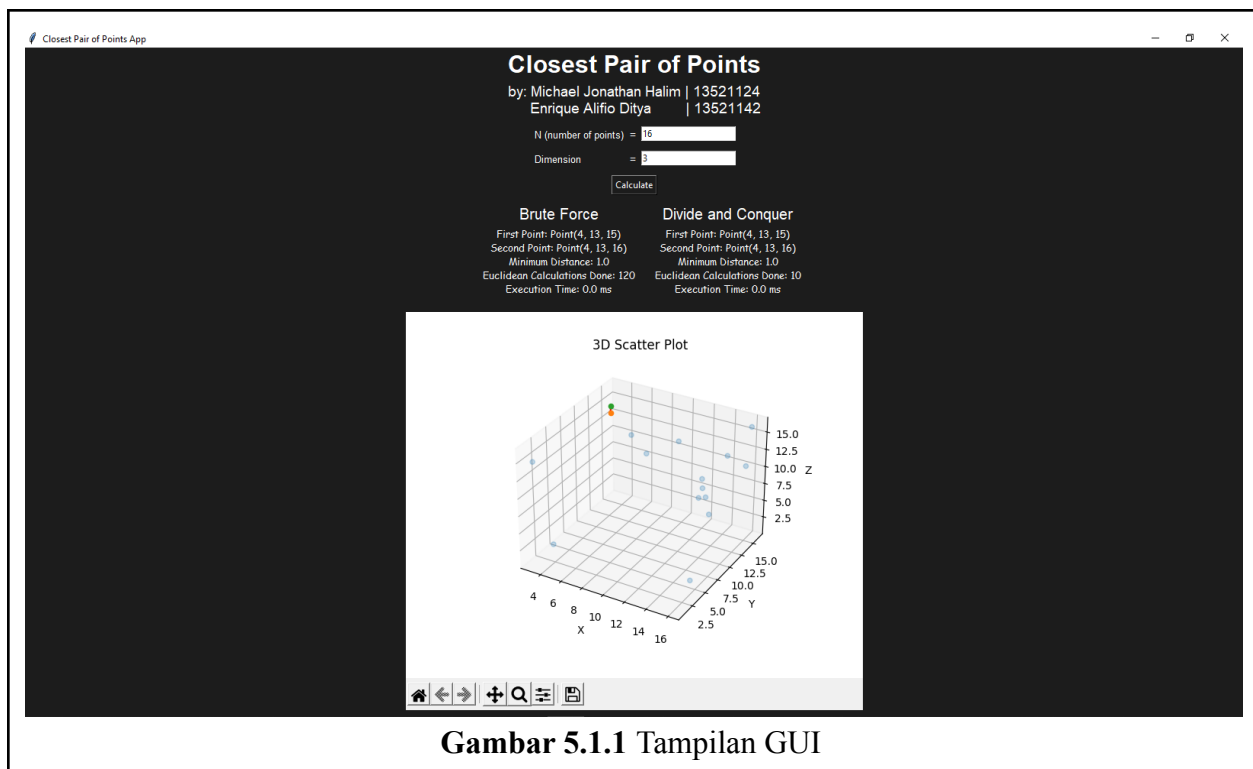 Closest Pair of Points App
Closest Pair of Points
by: Michael Jonathan Halim | 13521124
Enrique Alifio Ditya | 13521142
N (number of points) = 16
Dimension = 3
Calculate
Brute Force
First Point: Point(4, 13, 15)
Second Point: Point(4, 13, 16)
Minimum Distance: 1.0
Euclidean Calculations Done: 120
Execution Time: 0.0 ms
Divide and Conquer
First Point: Point(4, 13, 15)
Second Point: Point(4, 13, 16)
Minimum Distance: 1.0
Euclidean Calculations Done: 10
Execution Time: 0.0 ms
3D Scatter Plot
15.0
12.5
10.0 Z
7.5
5.0
2.5
15.0
12.5
10.0
7.5 Y
5.0
2.5
4
6
8
10
12
14
16
X
Gambar 5.1.1 Tampilan GUI